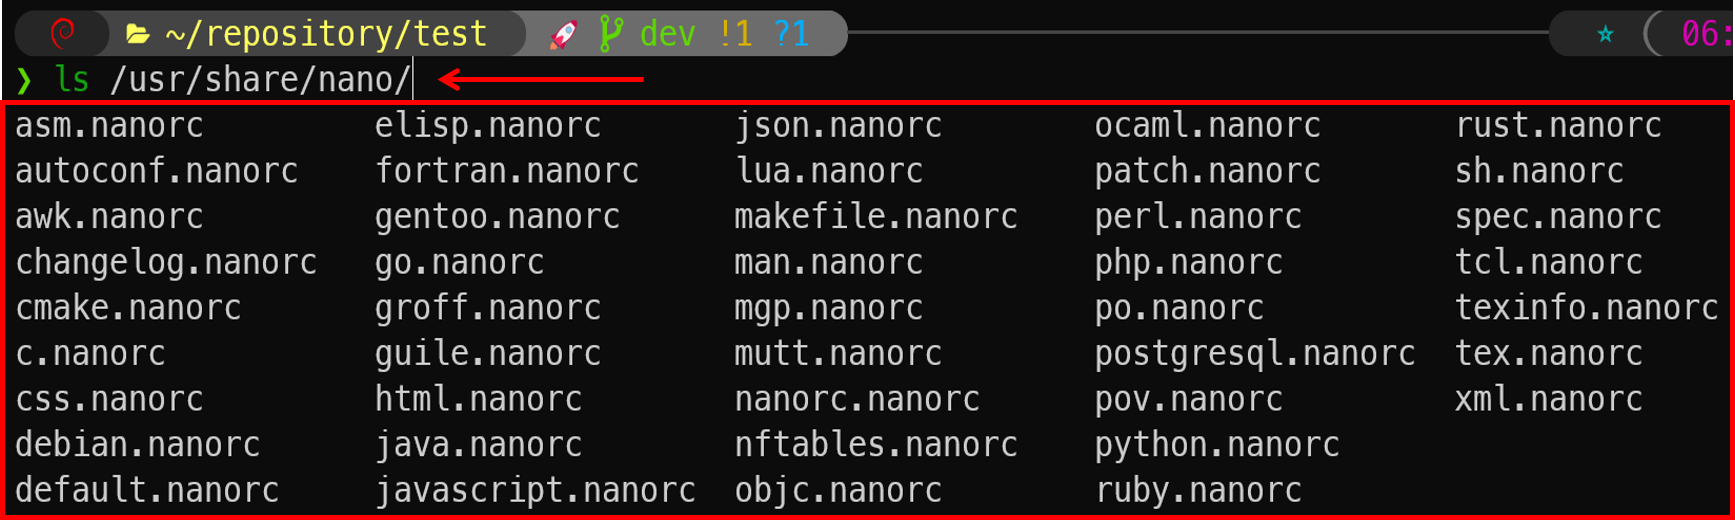 ~/repository/test dev !1 ?1 06:
❯ ls /usr/share/nano/
asm.nanorc elisp.nanorc json.nanorc ocaml.nanorc rust.nanorc
autoconf.nanorc fortran.nanorc lua.nanorc patch.nanorc sh.nanorc
awk.nanorc gentoo.nanorc makefile.nanorc perl.nanorc spec.nanorc
changelog.nanorc go.nanorc man.nanorc php.nanorc tcl.nanorc
cmake.nanorc groff.nanorc mgp.nanorc po.nanorc texinfo.nanorc
c.nanorc guile.nanorc mutt.nanorc postgresql.nanorc tex.nanorc
css.nanorc html.nanorc nanorc.nanorc pov.nanorc xml.nanorc
debian.nanorc java.nanorc nftables.nanorc python.nanorc
default.nanorc javascript.nanorc objc.nanorc ruby.nanorc